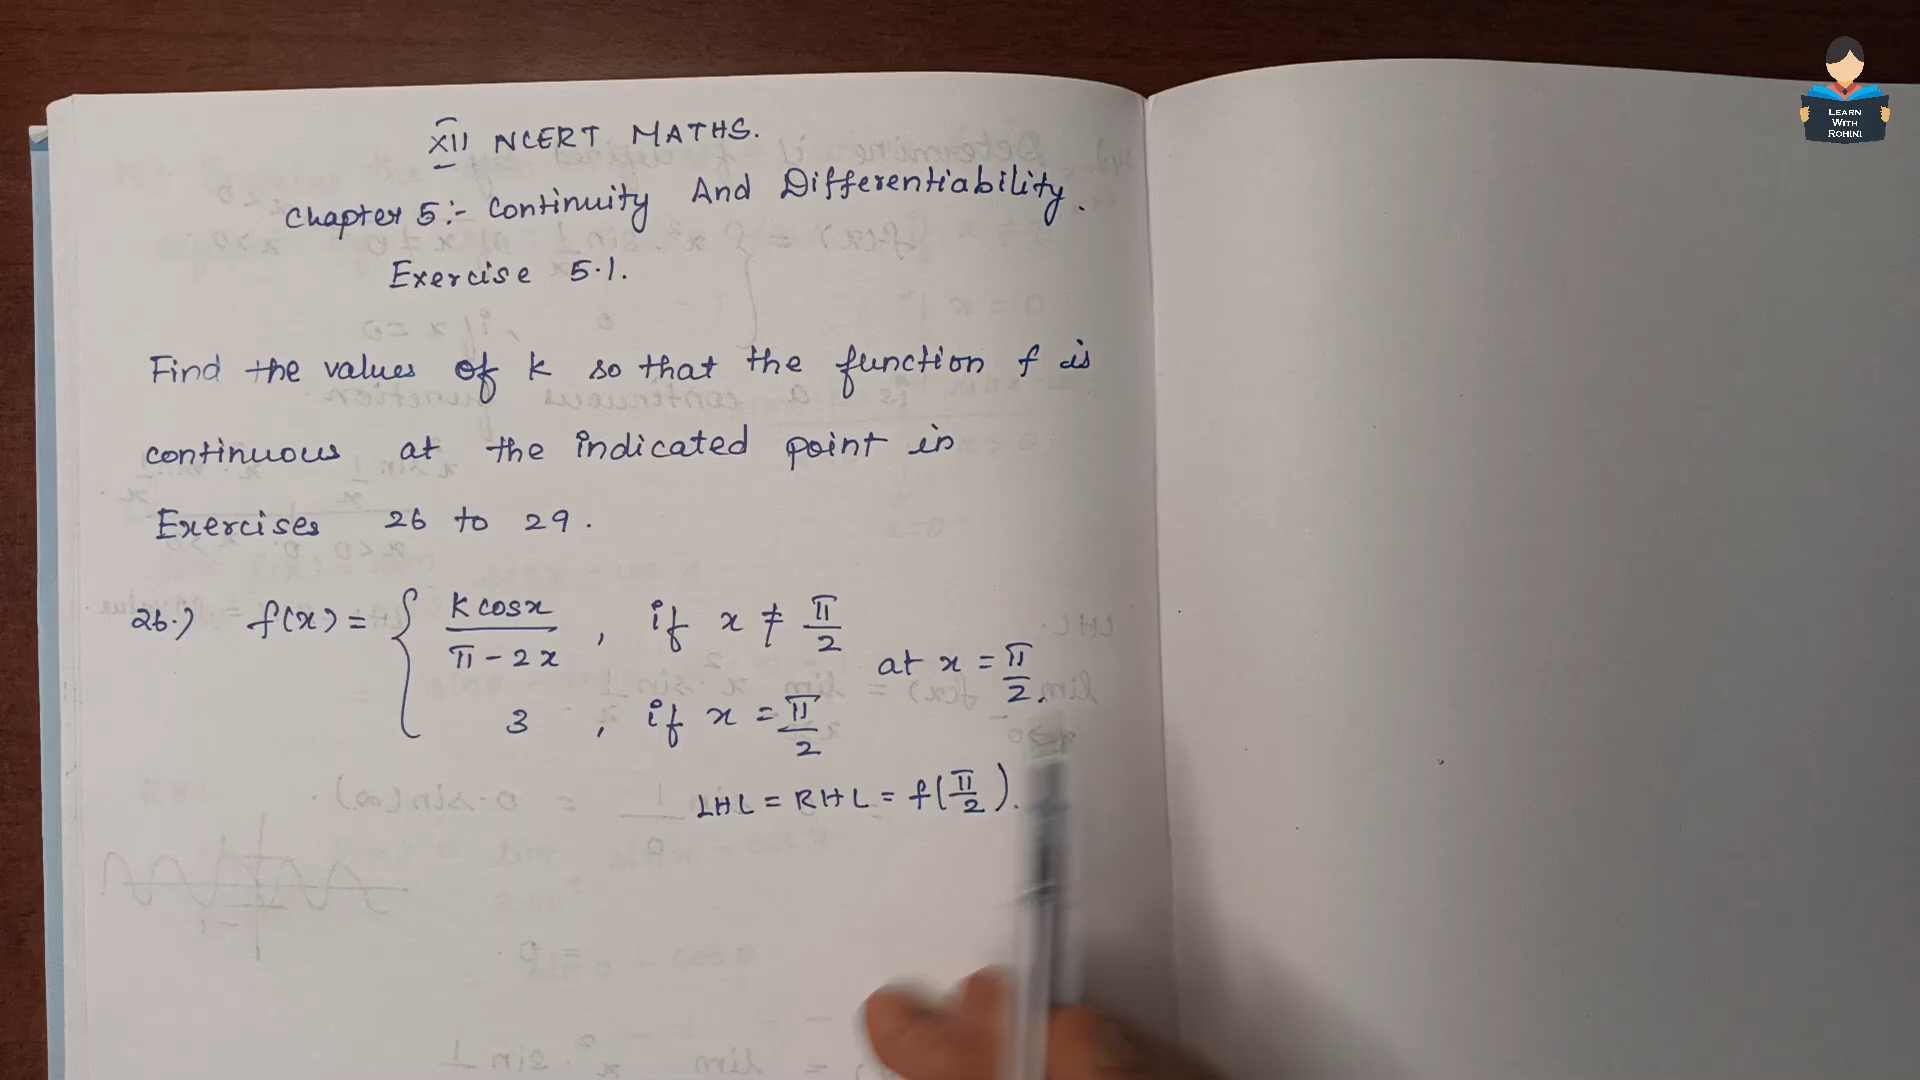 XII NCERT MATHS.
Chapter 5:- Continuity And Differentiability.
Exercise 5.1.
Find the values of k so that the function f is
continuous at the indicated point in
Exercises 26 to 29.
26.) f(x) = { k cosx / π - 2x , if x ≠ π/2
at x = π/2.
3 , if x = π/2
LHL = RHL = f(π/2).
LEARN
WITH
ROHINI